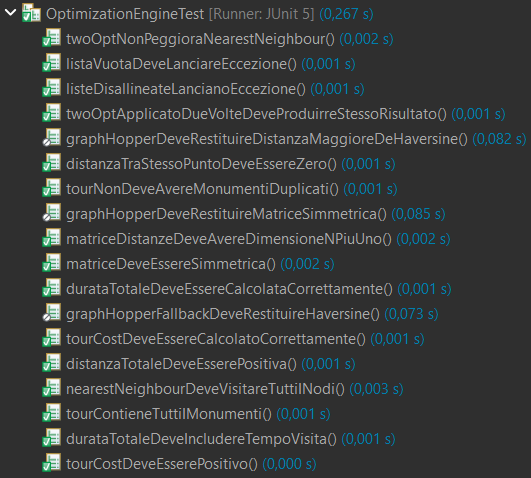 OptimizationEngineTest [Runner: JUnit 5] (0,267 s)
twoOptNonPeggioraNearestNeighbour() (0,002 s)
listaVuotaDeveLanciareEccezione() (0,001 s)
listeDisallineateLancianoEccezione() (0,001 s)
twoOptApplicatoDueVolteDeveProdurreStessoRisultato() (0,001 s)
graphHopperDeveRestituireDistanzaMaggioreDeHaversine() (0,082 s)
distanzaTraStessoPuntoDeveEssereZero() (0,001 s)
tourNonDeveAvereMonumentiDuplicati() (0,001 s)
graphHopperDeveRestituireMatriceSimmetrica() (0,085 s)
matriceDistanzeDeveAvereDimensioneNPiuUno() (0,002 s)
matriceDeveEssereSimmetrica() (0,002 s)
durataTotaleDeveEssereCalcolataCorrettamente() (0,001 s)
graphHopperFallbackDeveRestituireHaversine() (0,073 s)
tourCostDeveEssereCalcolatoCorrettamente() (0,001 s)
distanzaTotaleDeveEsserePositiva() (0,001 s)
nearestNeighbourDeveVisitareTuttiINodi() (0,003 s)
tourContieneTuttiIMonumenti() (0,001 s)
durataTotaleDeveIncludereTempoVisita() (0,001 s)
tourCostDeveEsserePositivo() (0,000 s)